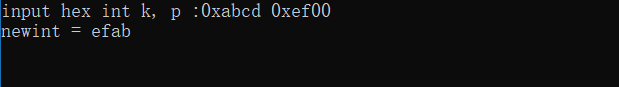 input hex int k, p :0xabcd 0xef00
newint = efab